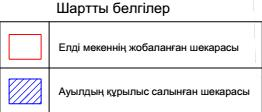 Шартты белгілер
Елді мекеннің жобаланған шекарасы
Ауылдың құрылыс салынған шекарасы